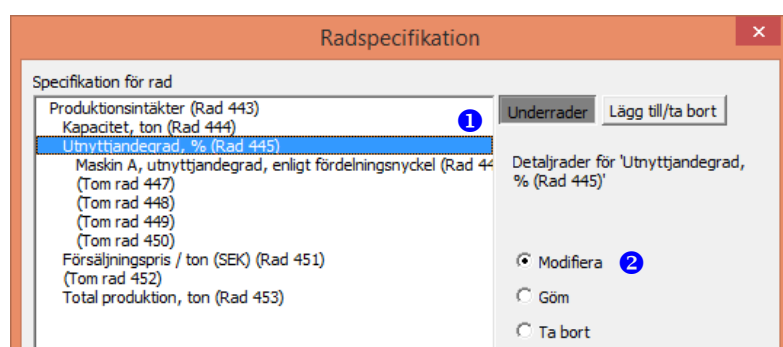 Radspecifikation
×
Specifikation för rad
Produktionsintäkter (Rad 443)
Kapacitet, ton (Rad 444)
Utnyttjandegrad, % (Rad 445)
Maskin A, utnyttjandegrad, enligt fördelningsnyckel (Rad 44
(Tom rad 447)
(Tom rad 448)
(Tom rad 449)
(Tom rad 450)
Försäljningspris / ton (SEK) (Rad 451)
(Tom rad 452)
Total produktion, ton (Rad 453)
1
Underrader
Lägg till/ta bort
Detaljrader för 'Utnyttjandegrad,
% (Rad 445)'
Modifiera
2
Göm
Ta bort